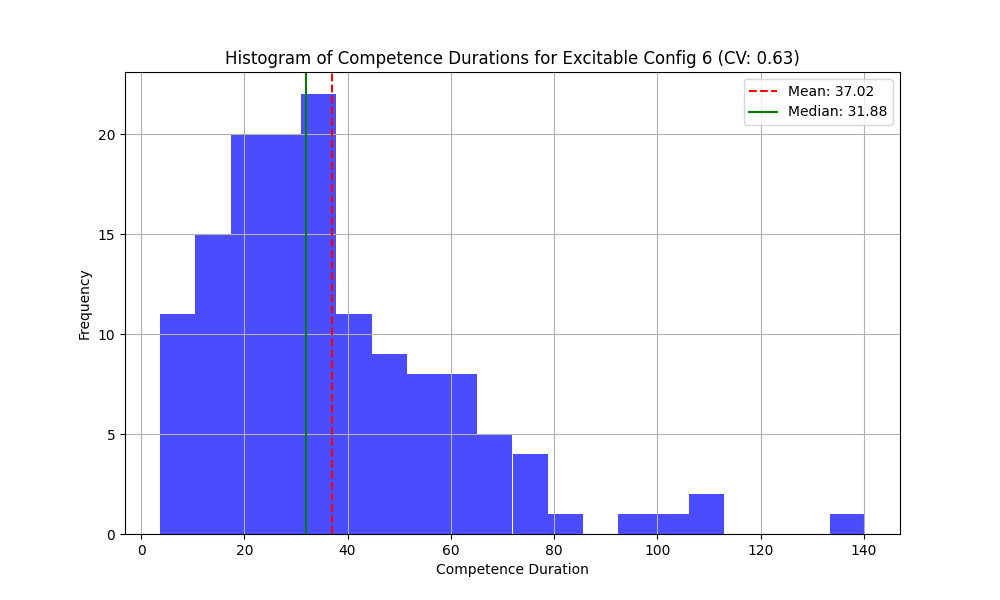 Histogram of Competence Durations for Excitable Config 6 (CV: 0.63)
Mean: 37.02
Median: 31.88
20
15
10
5
0
Frequency
0 20 40 60 80 100 120 140
Competence Duration